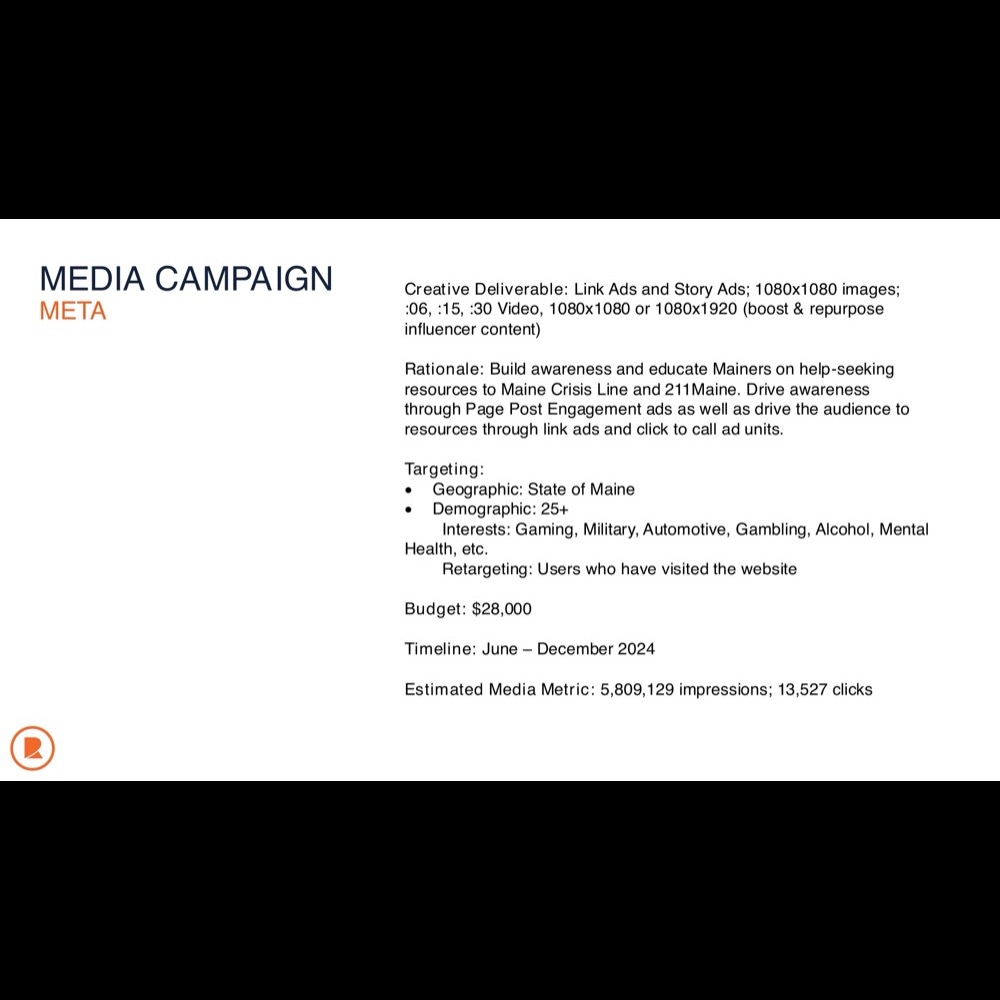 MEDIA CAMPAIGN
META
Creative Deliverable: Link Ads and Story Ads; 1080x1080 images;
:06, :15, :30 Video, 1080x1080 or 1080x1920 (boost & repurpose
influencer content)
Rationale: Build awareness and educate Mainers on help-seeking
resources to Maine Crisis Line and 211Maine. Drive awareness
through Page Post Engagement ads as well as drive the audience to
resources through link ads and click to call ad units.
Targeting:
• Geographic: State of Maine
• Demographic: 25+
Interests: Gaming, Military, Automotive, Gambling, Alcohol, Mental
Health, etc.
Retargeting: Users who have visited the website
Budget: $28,000
Timeline: June – December 2024
Estimated Media Metric: 5,809,129 impressions; 13,527 clicks
R